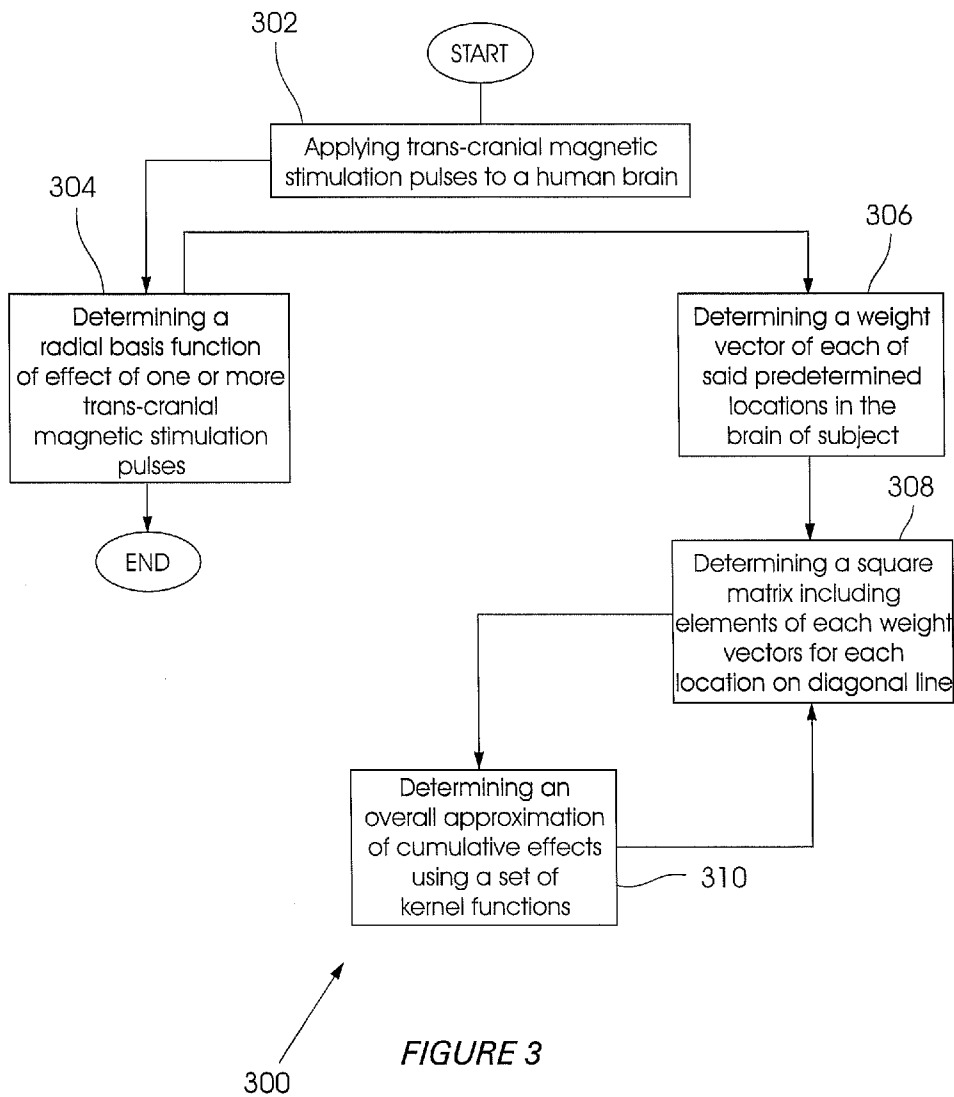 302
START
Applying trans-cranial magnetic
stimulation pulses to a human brain
304
306
Determining a
radial basis function
of effect of one or more
trans-cranial
magnetic stimulation
pulses
Determining a weight
vector of each of
said predetermined
locations in the
brain of subject
308
END
Determining a square
matrix including
elements of each weight
vectors for each
location on diagonal line
Determining an
overall approximation
of cumulative effects
using a set of
kernel functions
310
FIGURE 3
300